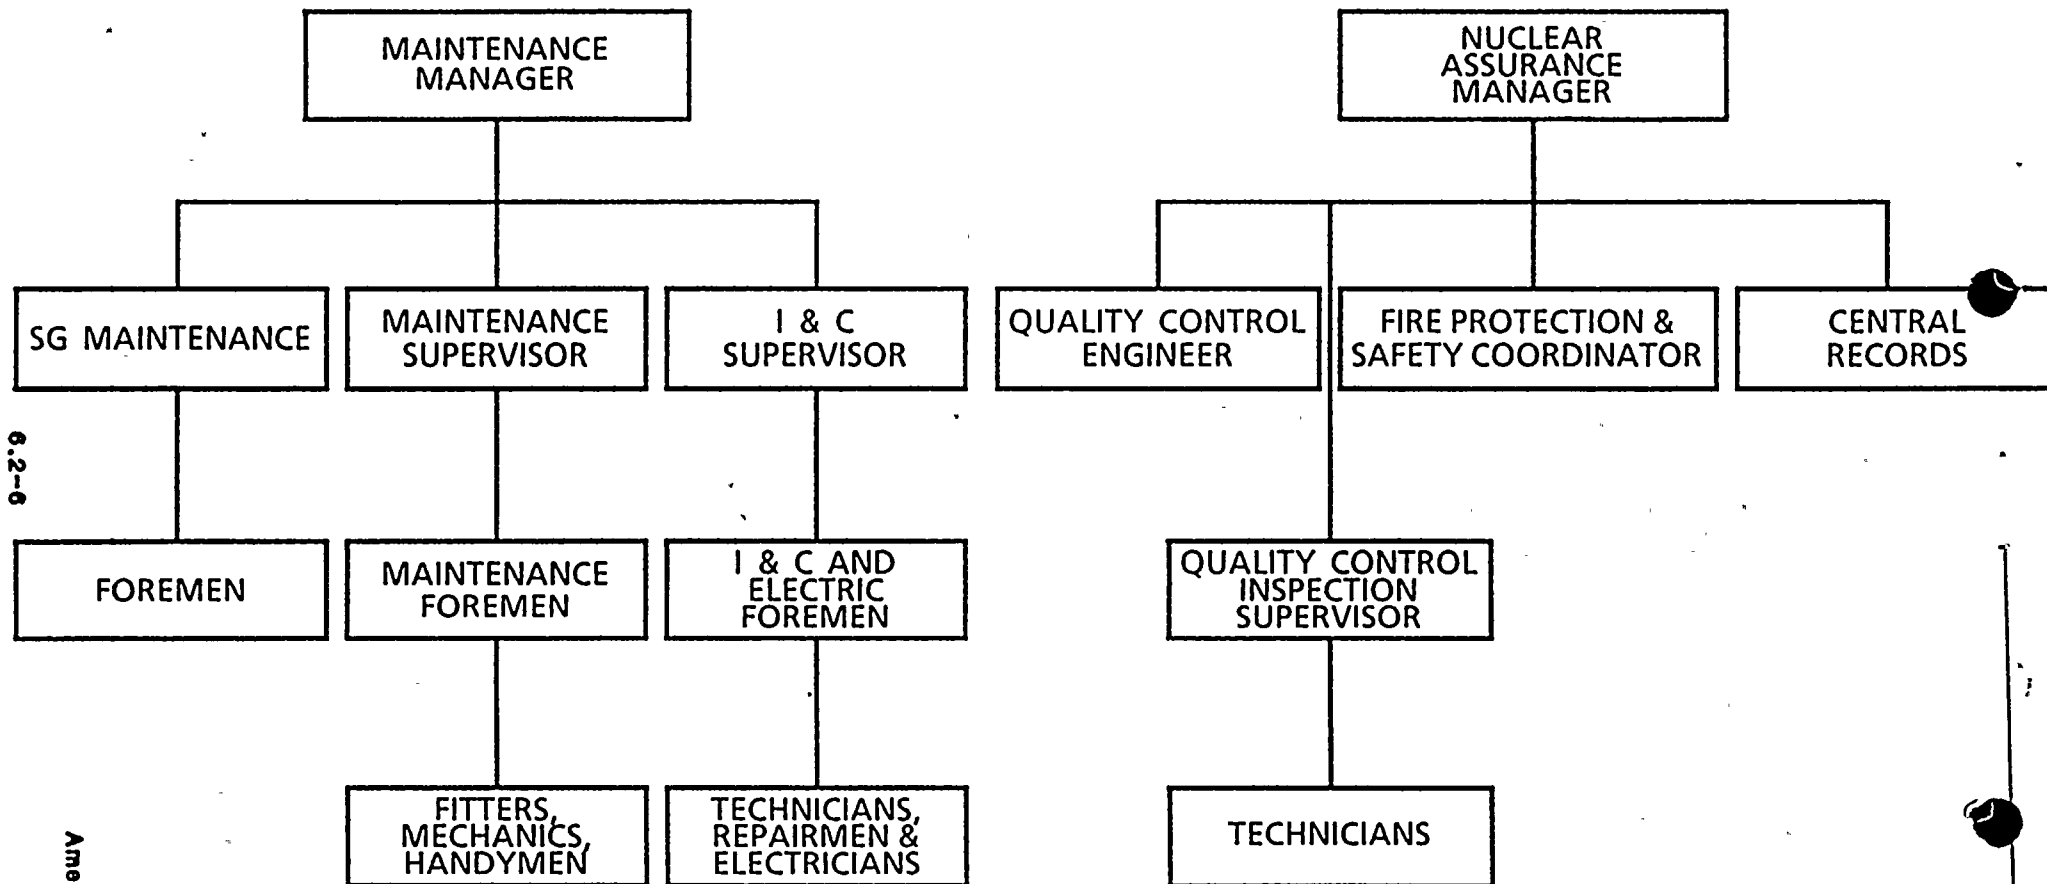 MAINTENANCE
MANAGER
NUCLEAR
ASSURANCE
MANAGER
SG MAINTENANCE
MAINTENANCE
SUPERVISOR
I & C
SUPERVISOR
QUALITY CONTROL
ENGINEER
FIRE PROTECTION &
SAFETY COORDINATOR
CENTRAL
RECORDS
FOREMEN
MAINTENANCE
FOREMEN
I & C AND
ELECTRIC
FOREMEN
QUALITY CONTROL
INSPECTION
SUPERVISOR
FITTERS,
MECHANICS,
HANDYMEN
TECHNICIANS,
REPAIRMEN &
ELECTRICIANS
TECHNICIANS
6.2-6
Ame